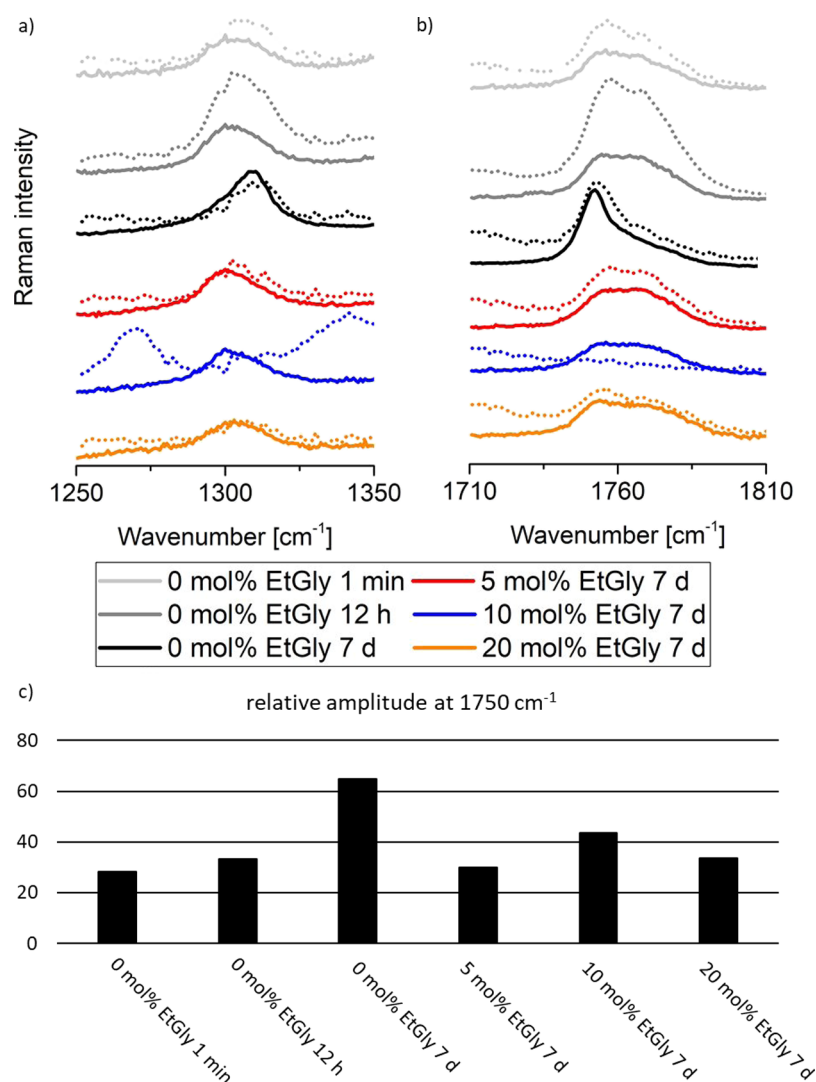 a)
b)
Raman intensity
1250 1300 1350
1710 1760 1810
Wavenumber [cm⁻¹]
Wavenumber [cm⁻¹]
0 mol% EtGly 1 min
5 mol% EtGly 7 d
0 mol% EtGly 12 h
10 mol% EtGly 7 d
0 mol% EtGly 7 d
20 mol% EtGly 7 d
c)
relative amplitude at 1750 cm⁻¹
80
60
40
20
0
0 mol% EtGly 1 min
0 mol% EtGly 12 h
0 mol% EtGly 7 d
5 mol% EtGly 7 d
10 mol% EtGly 7 d
20 mol% EtGly 7 d